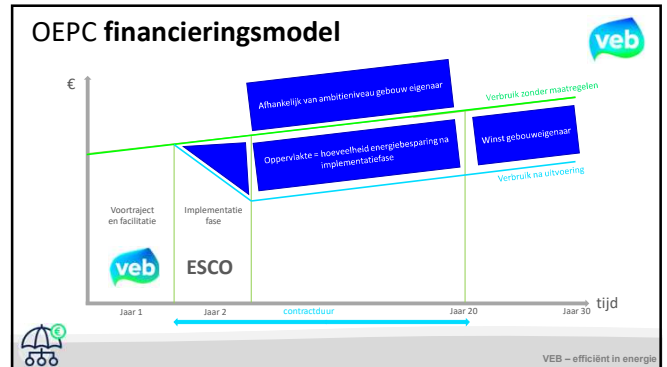 OEPC financieringsmodel
veb
€
Afhankelijk van ambitieniveau gebouw eigenaar
Verbruik zonder maatregelen
Oppervlakte = hoeveelheid energiebesparing na
implementatiefase
Winst gebouweigenaar
Verbruik na uitvoering
Voortraject
en facilitatie
Implementatie
fase
veb
ESCO
tijd
Jaar 1
Jaar 2
contractduur
Jaar 20
Jaar 30
€
VEB – efficiënt in energie